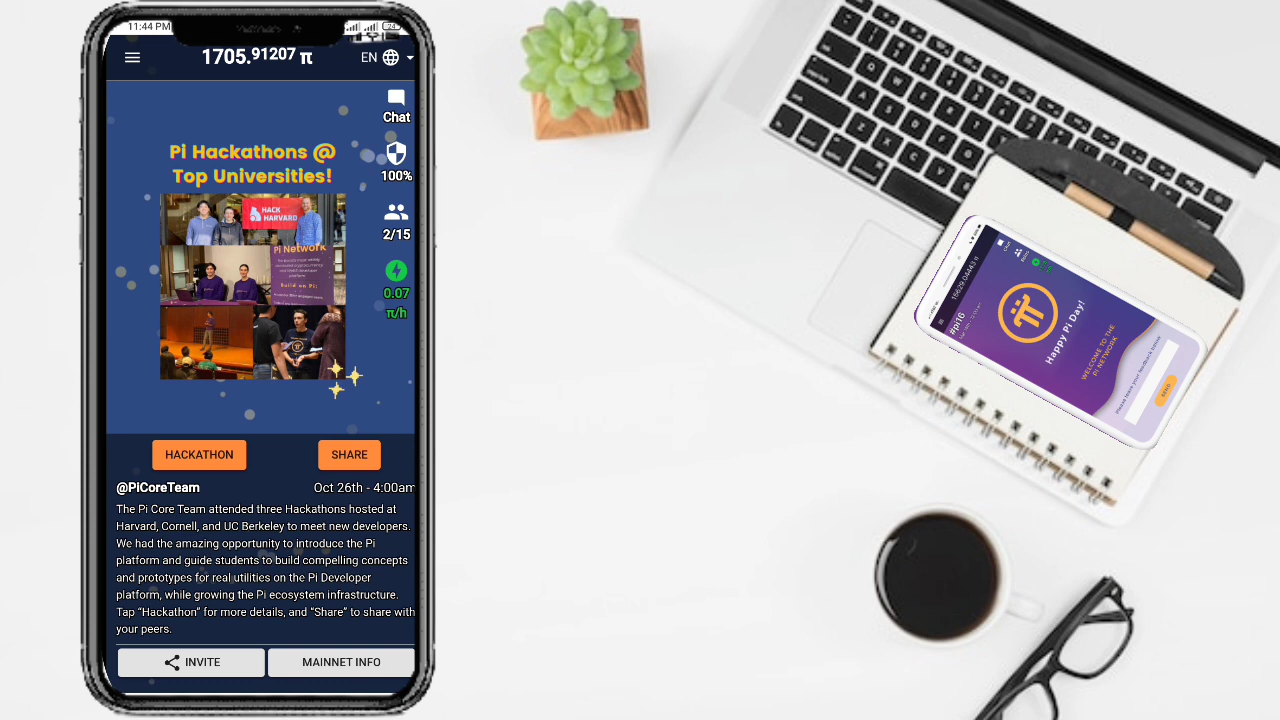 11:44 PM
1705.91207 π
EN
Chat
100%
2/15
0.07
π/h
Pi Hackathons @
Top Universities!
HACK
HARVARD
Pi Network
Build on Pi:
HACKATHON
SHARE
@PiCoreTeam
Oct 26th - 4:00am
The Pi Core Team attended three Hackathons hosted at
Harvard, Cornell, and UC Berkeley to meet new developers.
We had the amazing opportunity to introduce the Pi
platform and guide students to build compelling concepts
and prototypes for real utilities on the Pi Developer
platform, while growing the Pi ecosystem infrastructure.
Tap “Hackathon” for more details, and “Share” to share with
your peers.
INVITE
MAINNET INFO
15629.04443 π
#pi16
Happy Pi Day!
WELCOME TO THE
PI NETWORK